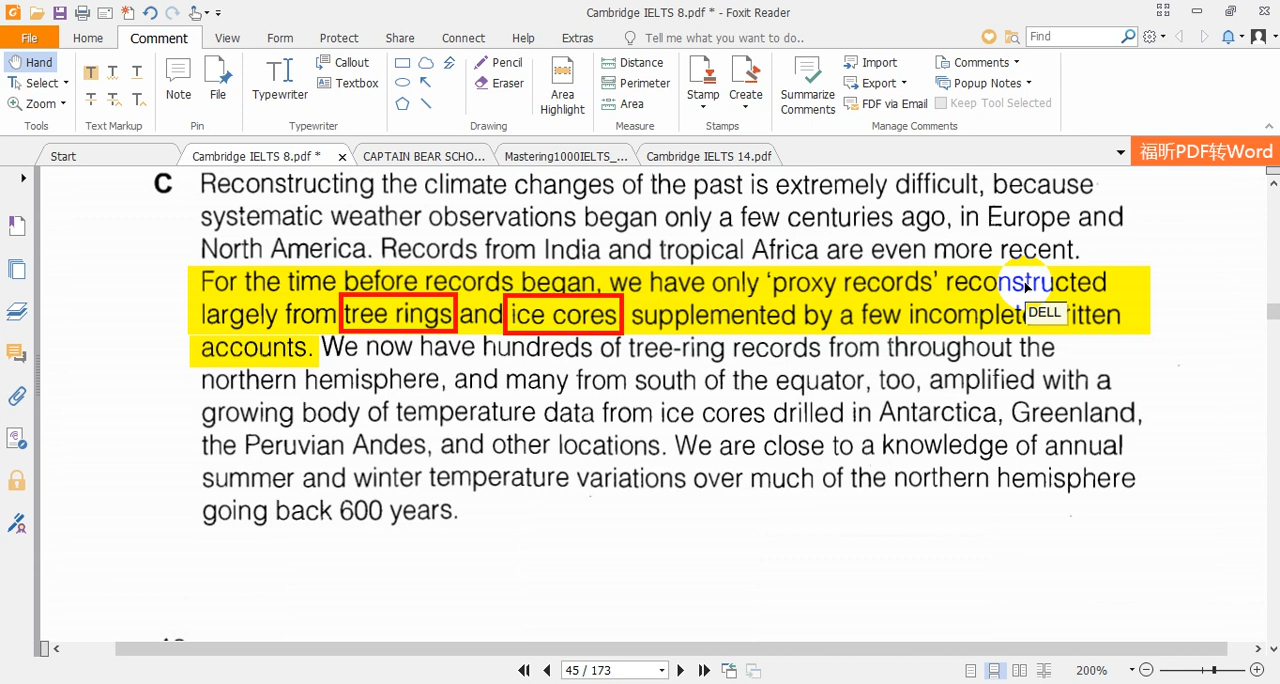 Cambridge IELTS 8.pdf * - Foxit Reader
File Home Comment View Form Protect Share Connect Help Extras Tell me what you want to do.. Find
Hand
Select
Zoom
Tools
T T T
T T T
Text Markup
Note
File
Pin
Typewriter
Callout
Textbox
Typewriter
Pencil
Eraser
Drawing
Area
Highlight
Distance
Perimeter
Area
Measure
Stamp
Create
Stamps
Summarize
Comments
Import
Export
FDF via Email
Comments
Popup Notes
Keep Tool Selected
Manage Comments
Start
Cambridge IELTS 8.pdf *
CAPTAIN BEAR S!HO...
Mastering1000IELTS_...
Cambridge IELTS 14.pdf
福昕PDF转Word
C Reconstructing the climate changes of the past is extremely difficult, because
systematic weather observations began only a few centuries ago, in Europe and
North America. Records from India and tropical Africa are even more recent.
For the time before records began, we have only ‘proxy records’ reconstructed
largely from tree rings and ice cores supplemented by a few
DELL
accounts. We now have hundreds of tree-ring records from throughout the
northern hemisphere, and many from south of the equator, too, amplified with a
growing body of temperature data from ice cores drilled in Antarctica, Greenland,
the Peruvian Andes, and other locations. We are close to a knowledge of annual
summer and winter temperature variations over much of the northern hemisphere
going back 600 years.
45 / 173
200%